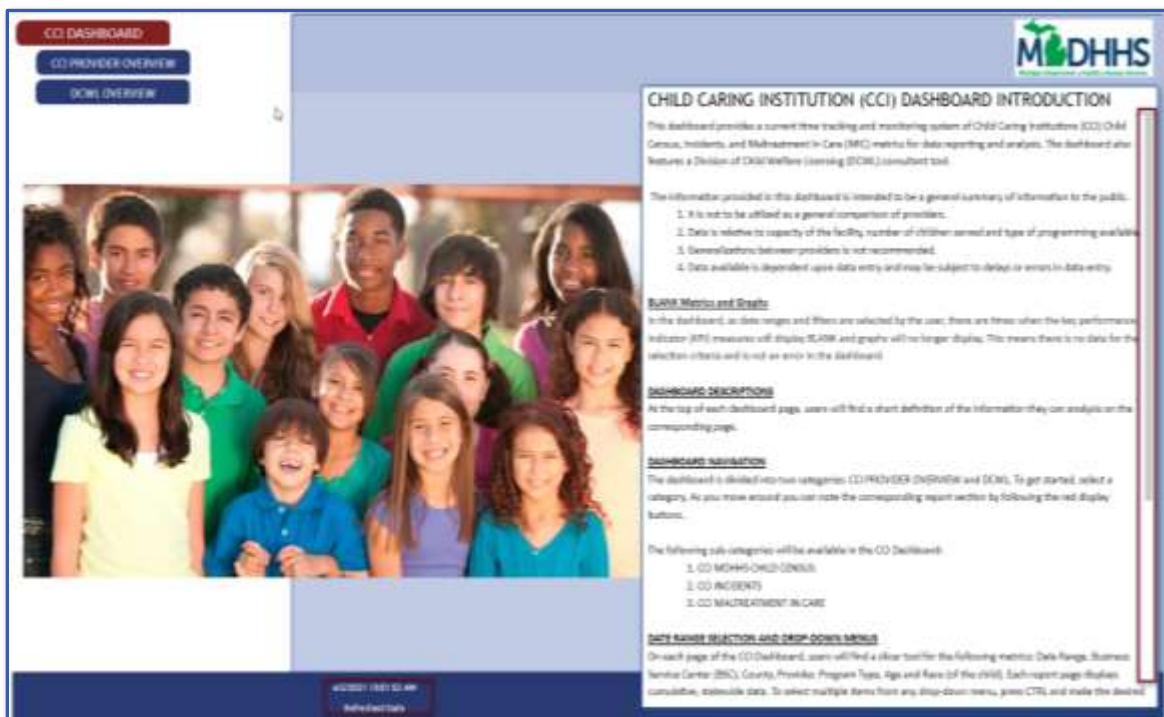 CCI DASHBOARD
CCI PROVIDER OVERVIEW
DCWL OVERVIEW
MDHHS
CHILD CARING INSTITUTION (CCI) DASHBOARD INTRODUCTION
This dashboard provides a current time tracking and monitoring system of Child Caring Institutions (CCI) Child
Census, Incidents, and Maltreatment In Care (MIC) metrics for data reporting and analysis. The dashboard also
features a Division of Child Welfare Licensing (DCWL) consultant tool.
The information provided in this dashboard is intended to be a general summary of information to the public.
1. It is not to be utilized as a general comparison of providers.
2. Data is relative to capacity of the facility, number of children served and type of programming available.
3. Generalizations between providers is not recommended.
4. Data available is dependent upon data entry and may be subject to delays or errors in data entry.
BLANK Metrics and Graphs
In the dashboard, as date ranges and filters are selected by the user, there are times when the key performance
indicator (KPI) measures will display BLANK and graphs will no longer display. This means there is no data for the
selection criteria and is not an error in the dashboard.
DASHBOARD DESCRIPTIONS
At the top of each dashboard page, users will find a short definition of the information they can analysis on the
corresponding page.
DASHBOARD NAVIGATION
The dashboard is divided into two categories: CCI PROVIDER OVERVIEW and DCWL. To get started, select a
category. As you move around you can note the corresponding report section by following the red display
buttons.
The following sub categories will be available in the CCI Dashboard:
1. CCI MDHHS CHILD CENSUS
2. CCI INCIDENTS
3. CCI MALTREATMENT IN CARE
DATE RANGE SELECTION AND DROP-DOWN MENUS
On each page of the CCI Dashboard, users will find a slicer tool for the following metrics: Date Range, Business
Service Center (BSC), County, Provider, Program Type, Age and Race (of the child). Each report page displays
cumulative, statewide data. To select multiple items from any drop-down menu, press CTRL and make the desired
Refreshed Date